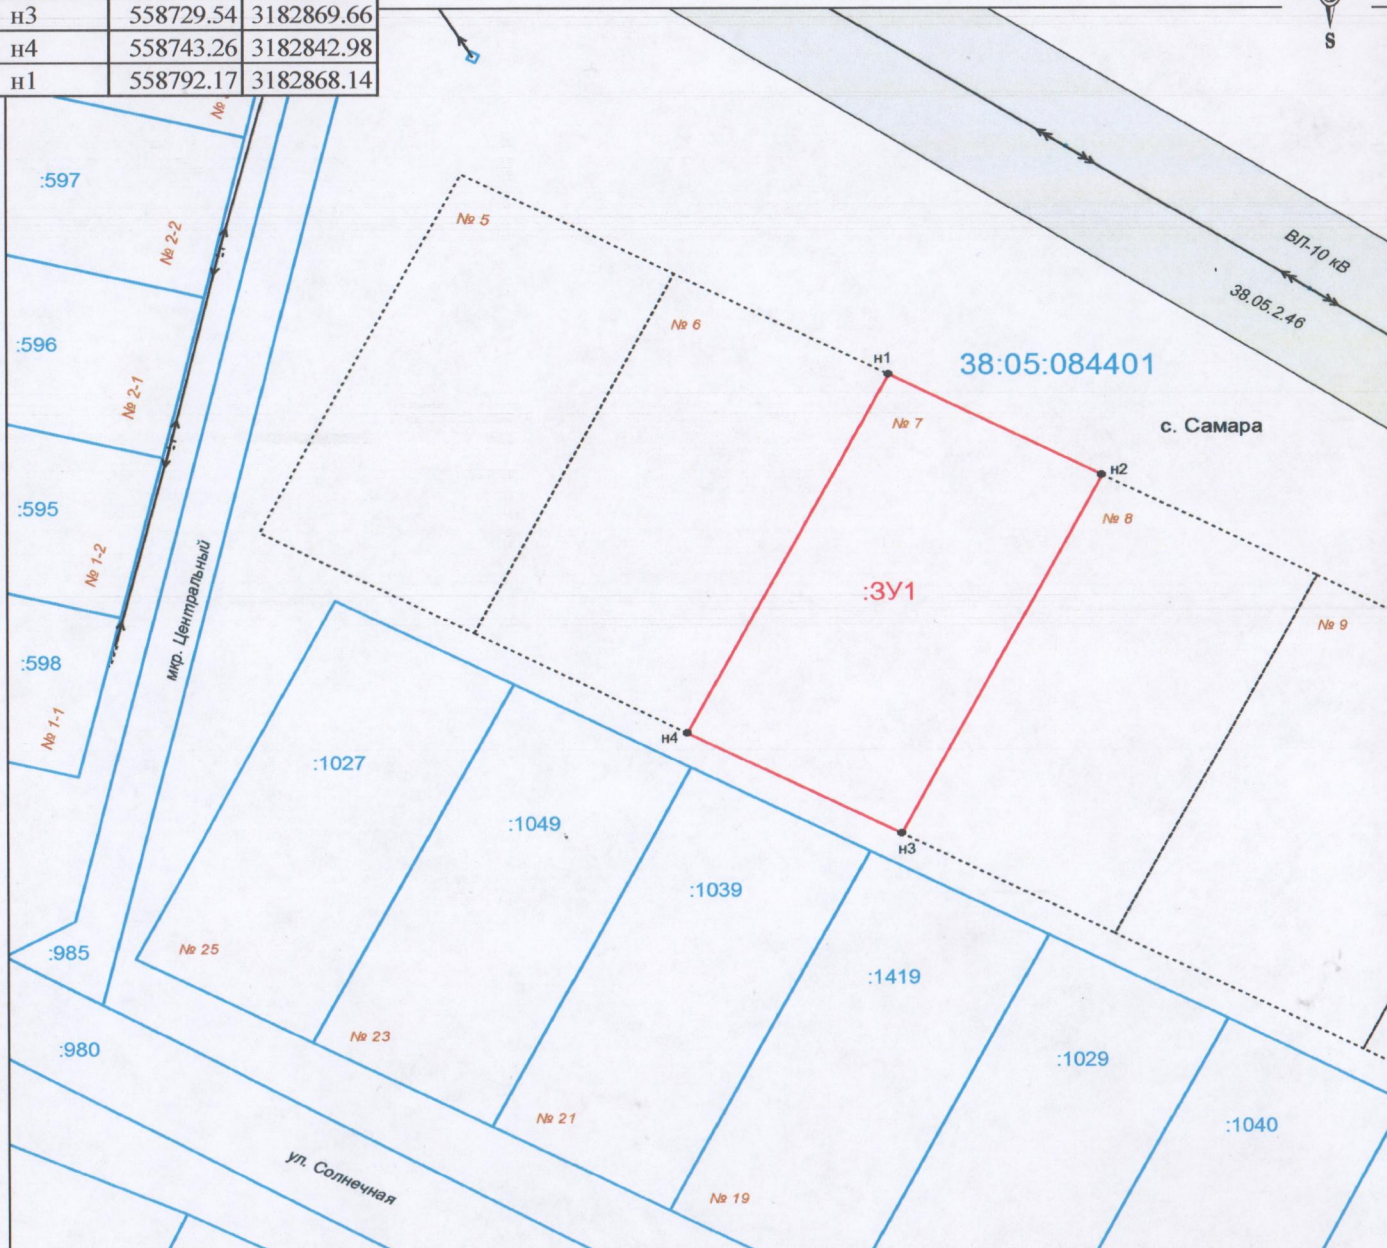 н3 558729.54 3182869.66
н4 558743.26 3182842.98
н1 558792.17 3182868.14
S
№
:597
№ 5
№ 2-2
ВЛ-10 кВ
38.05.2.46
№ 6
:596
н1
38:05:084401
№ 2-1
№ 7
с. Самара
н2
:595
№ 8
№ 1-2
:ЗУ1
мкр. Центральный
№ 9
:598
№ 1-1
н4
:1027
:1049
н3
:1039
№ 25
:985
:1419
№ 23
:980
:1029
№ 21
:1040
ул. Солнечная
№ 19